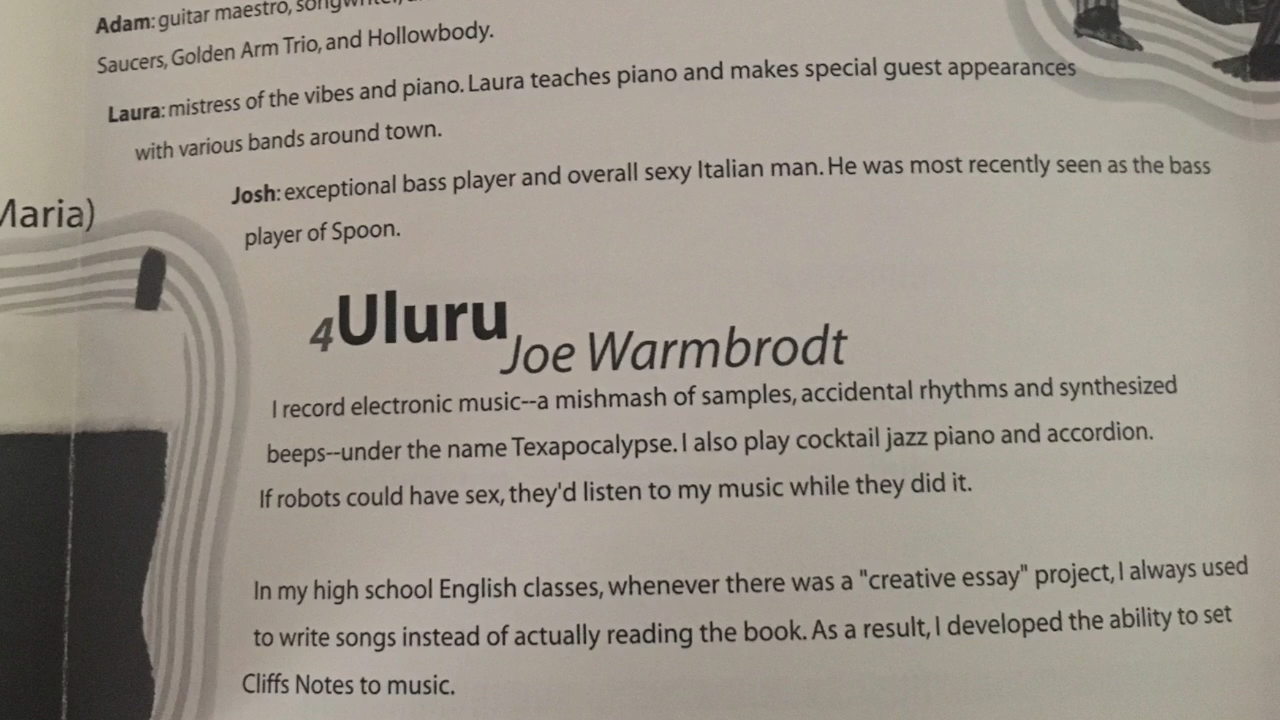 Adam: guitar maestro, songwriter,
Saucers, Golden Arm Trio, and Hollowbody.
Laura: mistress of the vibes and piano. Laura teaches piano and makes special guest appearances
with various bands around town.
Josh: exceptional bass player and overall sexy Italian man. He was most recently seen as the bass
player of Spoon.
Maria)
4 Uluru
Joe Warmbrodt
I record electronic music--a mishmash of samples, accidental rhythms and synthesized
beeps--under the name Texapocalypse. I also play cocktail jazz piano and accordion.
If robots could have sex, they'd listen to my music while they did it.
In my high school English classes, whenever there was a "creative essay" project, I always used
to write songs instead of actually reading the book. As a result, I developed the ability to set
Cliffs Notes to music.